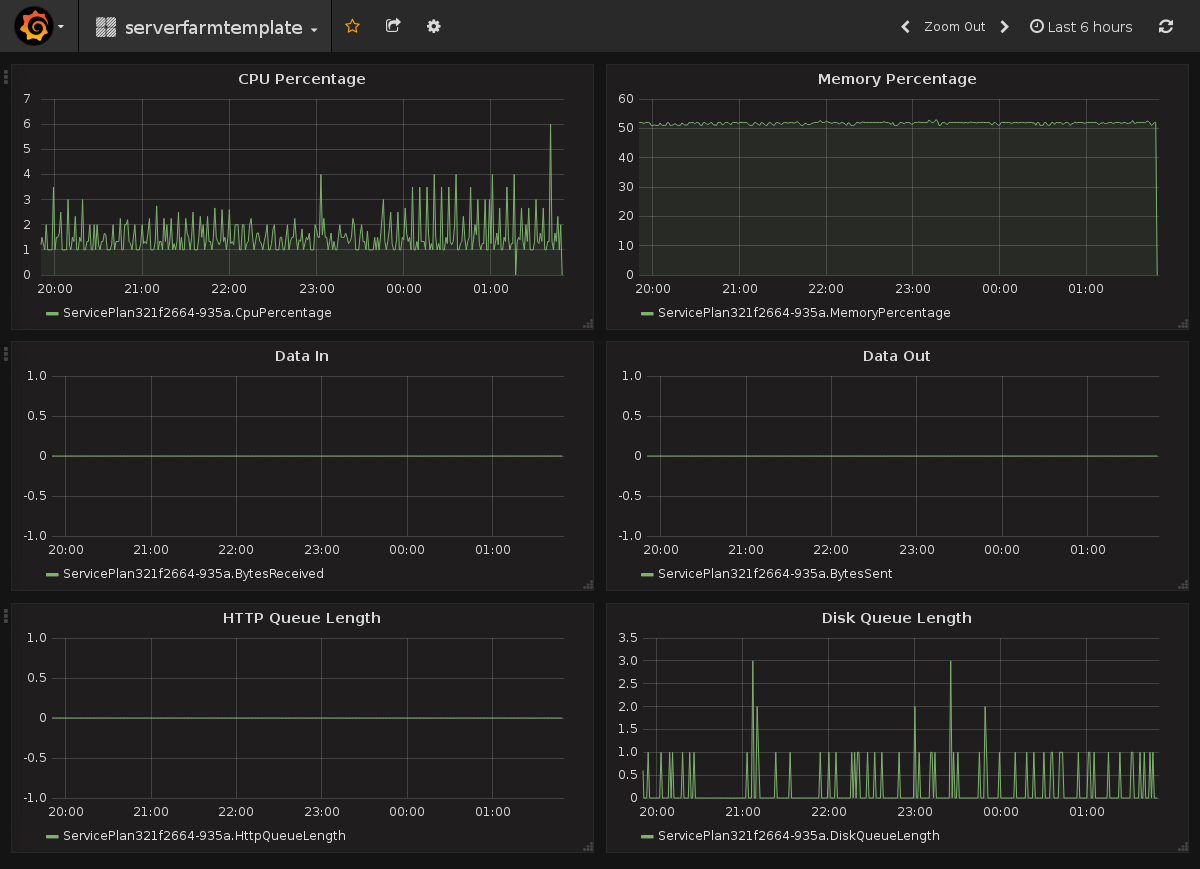 serverfarmtemplate
Zoom Out
Last 6 hours
CPU Percentage
7
6
5
4
3
2
1
0
20:00 21:00 22:00 23:00 00:00 01:00
ServicePlan321f2664-935a.CpuPercentage
Memory Percentage
60
50
40
30
20
10
0
20:00 21:00 22:00 23:00 00:00 01:00
ServicePlan321f2664-935a.MemoryPercentage
Data In
1.0
0.5
0
-0.5
-1.0
20:00 21:00 22:00 23:00 00:00 01:00
ServicePlan321f2664-935a.BytesReceived
Data Out
1.0
0.5
0
-0.5
-1.0
20:00 21:00 22:00 23:00 00:00 01:00
ServicePlan321f2664-935a.BytesSent
HTTP Queue Length
1.0
0.5
0
-0.5
-1.0
20:00 21:00 22:00 23:00 00:00 01:00
ServicePlan321f2664-935a.HttpQueueLength
Disk Queue Length
3.5
3.0
2.5
2.0
1.5
1.0
0.5
0
20:00 21:00 22:00 23:00 00:00 01:00
ServicePlan321f2664-935a.DiskQueueLength